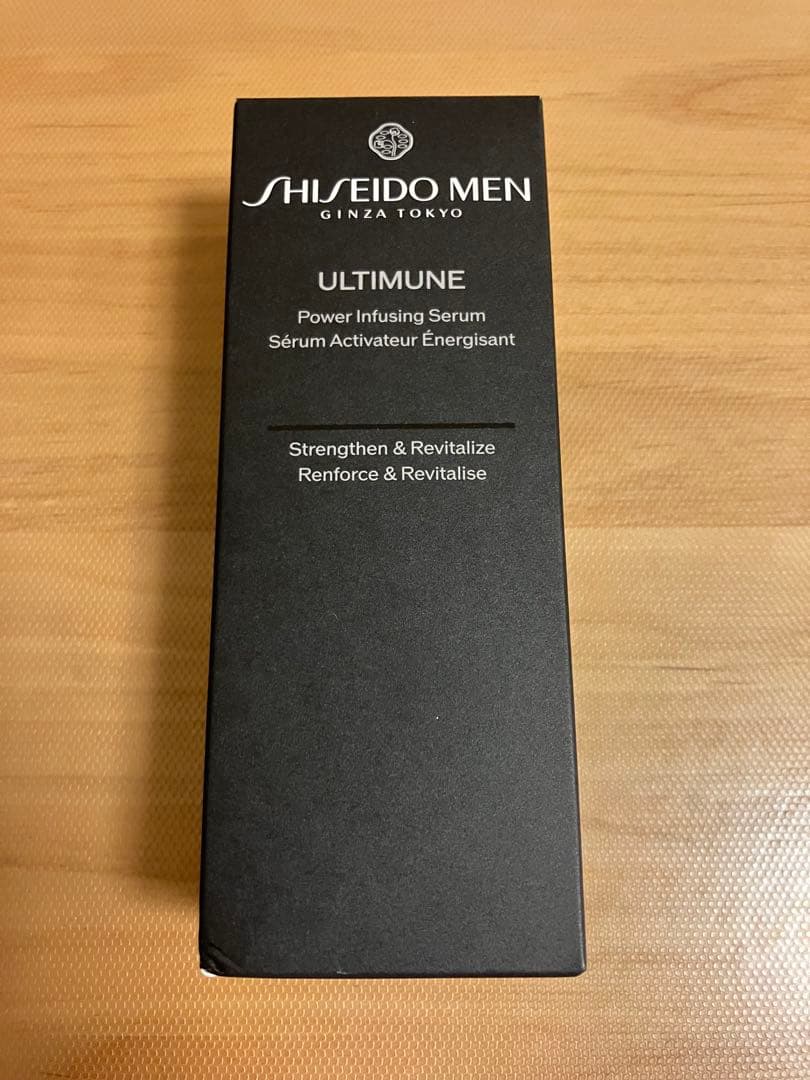 SHISEIDO MEN
GINZA TOKYO
ULTIMUNE
Power Infusing Serum
Sérum Activateur Énergisant
Strengthen & Revitalize
Renforce & Revitalise